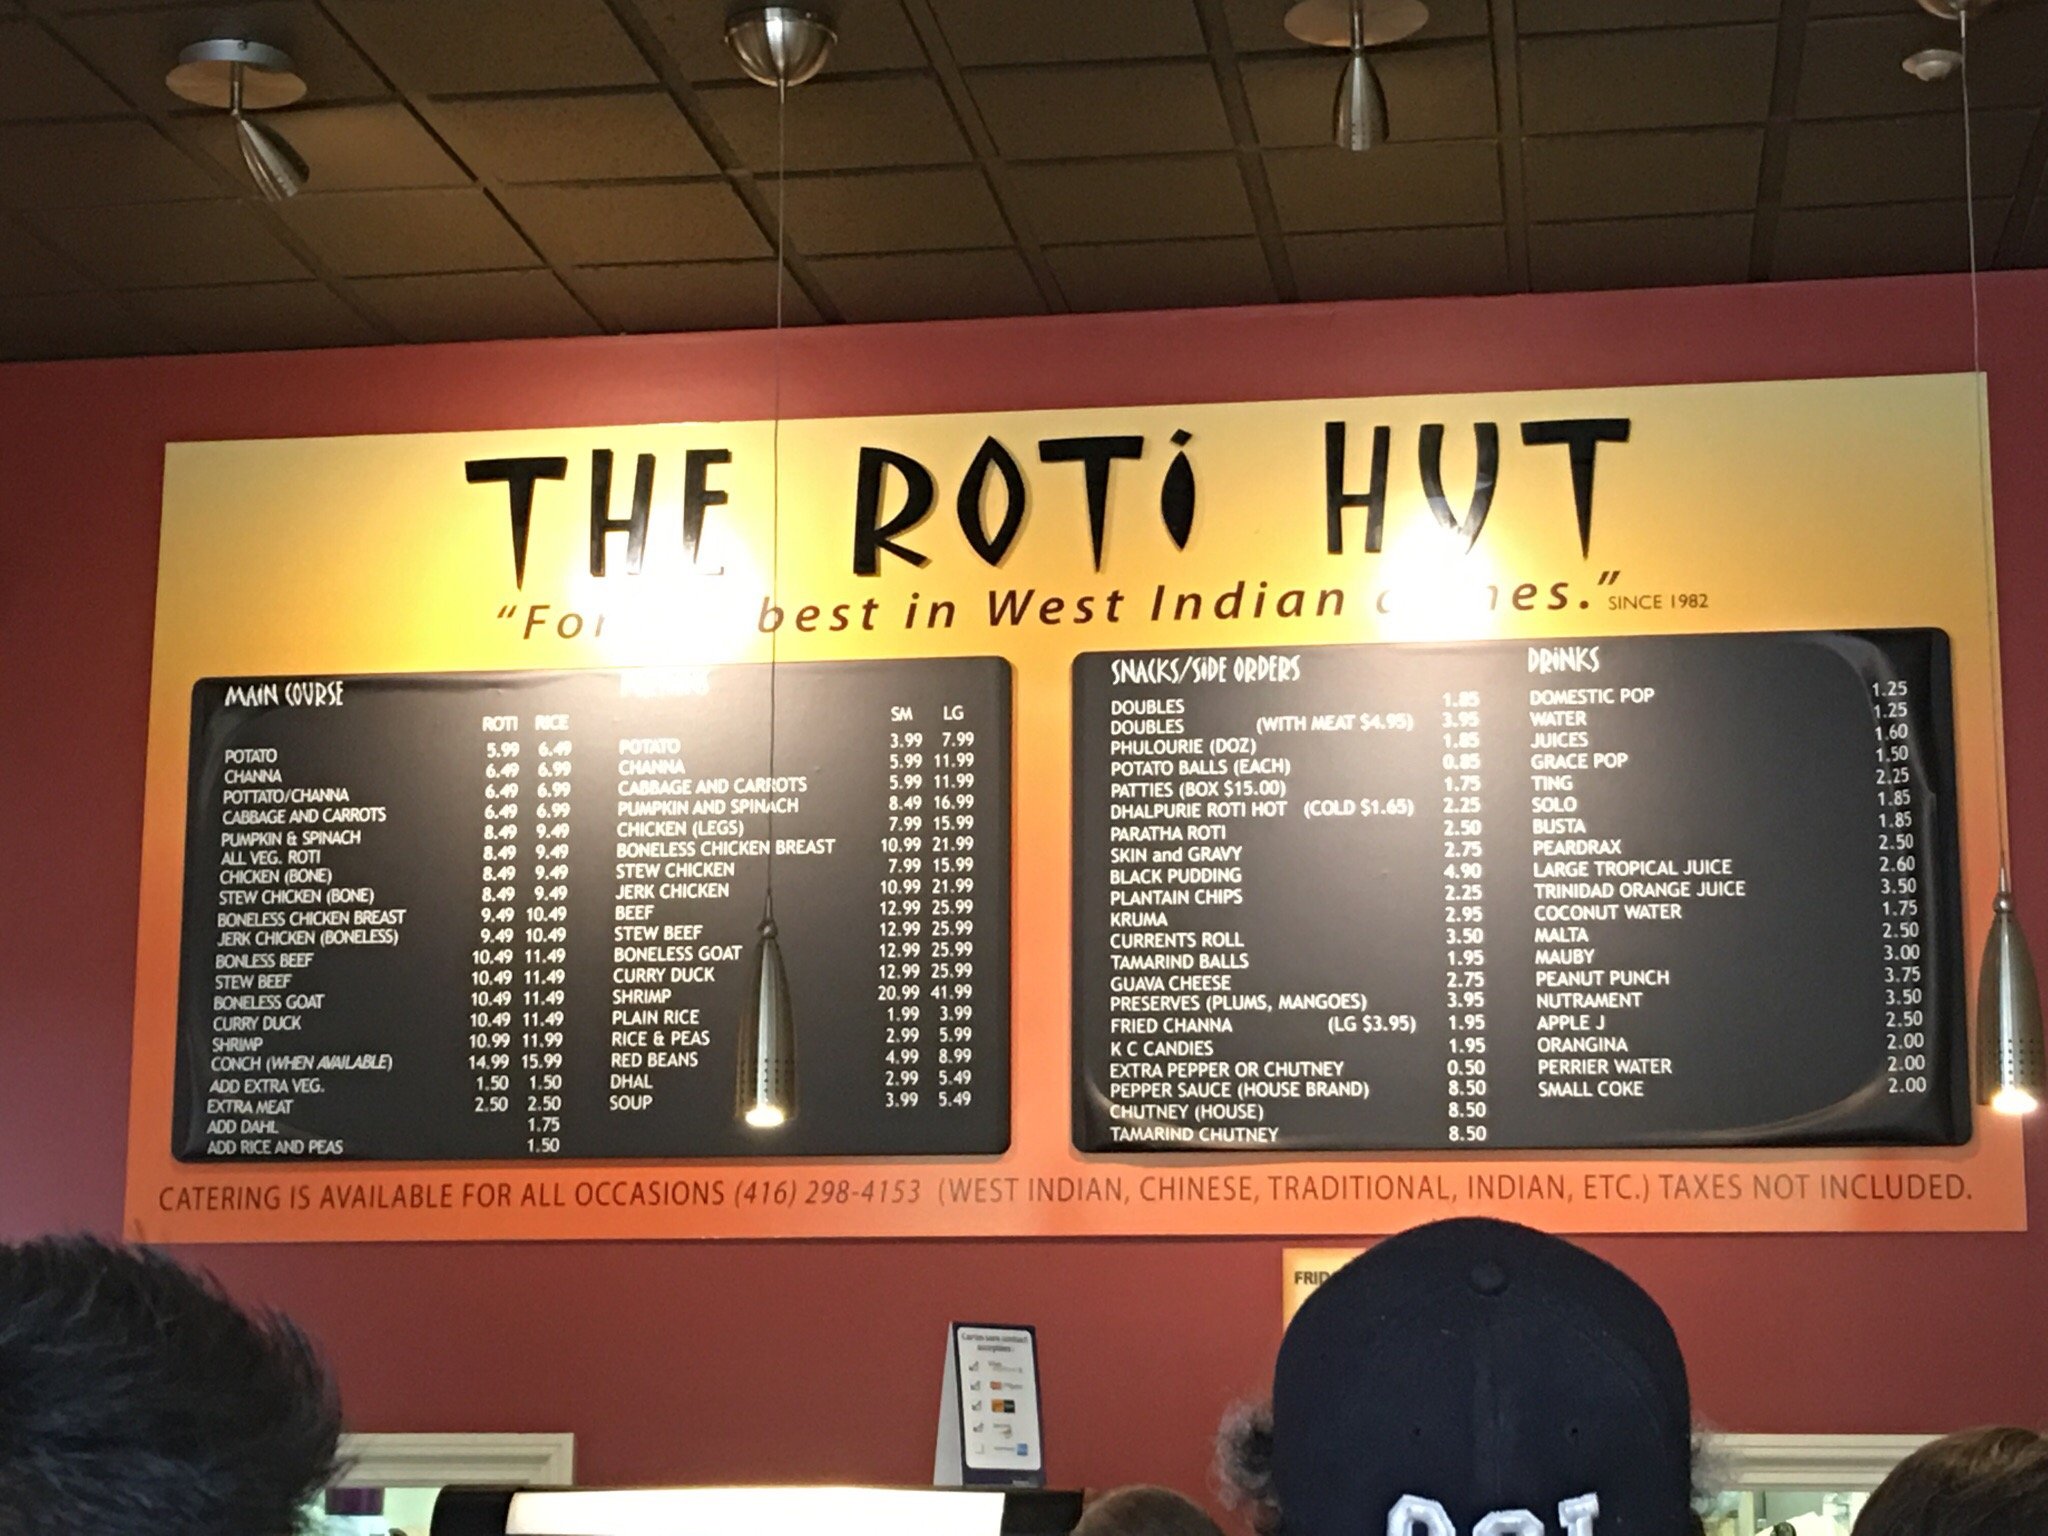 THE ROTi HUT
"For best in West Indian
SINCE 1982
MAIN COURSE
ROTI RICE
POTATO 5.99 6.49
CHANNA 6.49 6.99
POTTATO/CHANNA 6.49 6.99
CABBAGE AND CARROTS 6.49 6.99
PUMPKIN & SPINACH 8.49 9.49
ALL VEG. ROTI 8.49 9.49
CHICKEN (BONE) 8.49 9.49
STEW CHICKEN (BONE) 8.49 9.49
BONELESS CHICKEN BREAST 9.49 10.49
JERK CHICKEN (BONELESS) 9.49 10.49
BONLESS BEEF 10.49 11.49
STEW BEEF 10.49 11.49
BONELESS GOAT 10.49 11.49
CURRY DUCK 10.49 11.49
SHRIMP 10.99 11.99
CONCH (WHEN AVAILABLE) 14.99 15.99
ADD EXTRA VEG. 1.50 1.50
EXTRA MEAT 2.50 2.50
ADD DAHL 1.75
ADD RICE AND PEAS 1.50
SM LG
POTATO 3.99 7.99
CHANNA 5.99 11.99
CABBAGE AND CARROTS 5.99 11.99
PUMPKIN AND SPINACH 8.49 16.99
CHICKEN (LEGS) 7.99 15.99
BONELESS CHICKEN BREAST 10.99 21.99
STEW CHICKEN 7.99 15.99
JERK CHICKEN 10.99 21.99
BEEF 12.99 25.99
STEW BEEF 12.99 25.99
BONELESS GOAT 12.99 25.99
CURRY DUCK 12.99 25.99
SHRIMP 20.99 41.99
PLAIN RICE 1.99 3.99
RICE & PEAS 2.99 5.99
RED BEANS 4.99 8.99
DHAL 2.99 5.49
SOUP 3.99 5.49
SNACKS/SIDE ORDERS
DOUBLES 1.85
DOUBLES (WITH MEAT $4.95) 3.95
PHULOURIE (DOZ) 1.85
POTATO BALLS (EACH) 0.85
PATTIES (BOX $15.00) 1.75
DHALPURIE ROTI HOT (COLD $1.65) 2.25
PARATHA ROTI 2.50
SKIN and GRAVY 2.75
BLACK PUDDING 4.90
PLANTAIN CHIPS 2.25
KRUMA 2.95
CURRENTS ROLL 3.50
TAMARIND BALLS 1.95
GUAVA CHEESE 2.75
PRESERVES (PLUMS, MANGOES) 3.95
FRIED CHANNA (LG $3.95) 1.95
K C CANDIES 1.95
EXTRA PEPPER OR CHUTNEY 0.50
PEPPER SAUCE (HOUSE BRAND) 8.50
CHUTNEY (HOUSE) 8.50
TAMARIND CHUTNEY 8.50
DRINKS
DOMESTIC POP 1.25
WATER 1.25
JUICES 1.60
GRACE POP 1.50
TING 2.25
SOLO 1.85
BUSTA 1.85
PEARDRAX 2.50
LARGE TROPICAL JUICE 2.60
TRINIDAD ORANGE JUICE 3.50
COCONUT WATER 1.75
MALTA 2.50
MAUBY 3.00
PEANUT PUNCH 3.75
NUTRAMENT 3.50
APPLE J 2.50
ORANGINA 2.00
PERRIER WATER 2.00
SMALL COKE 2.00
CATERING IS AVAILABLE FOR ALL OCCASIONS (416) 298-4153 (WEST INDIAN, CHINESE, TRADITIONAL, INDIAN, ETC.) TAXES NOT INCLUDED.